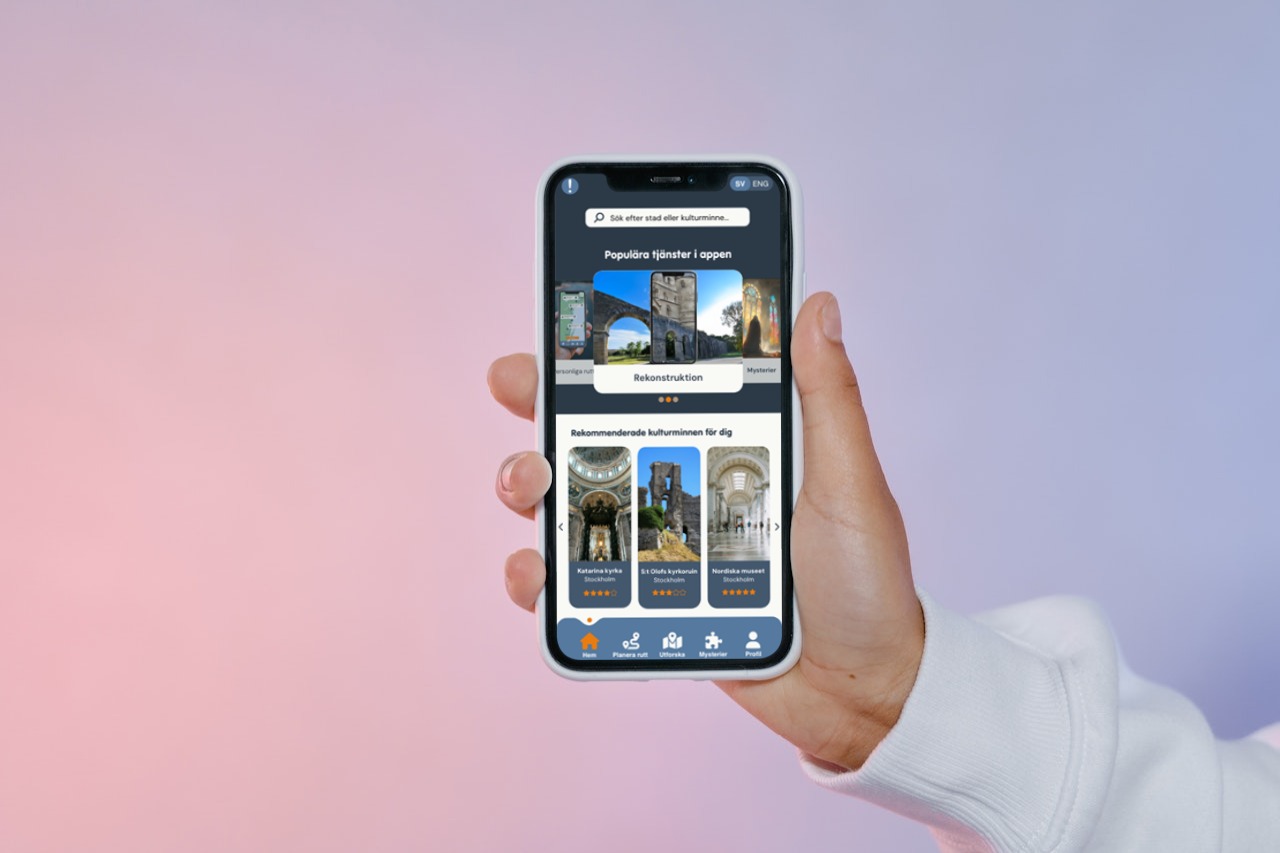 SV ENG
Sök efter stad eller kulturminne...
Populära tjänster i appen
ersonliga rutt
Rekonstruktion
Mysterier
Rekommenderade kulturminnen för dig
Katarina kyrka
Stockholm
S:t Olofs kyrkoruin
Stockholm
Nordiska museet
Stockholm
Hem
Planera rutt
Utforska
Mysterier
Profil